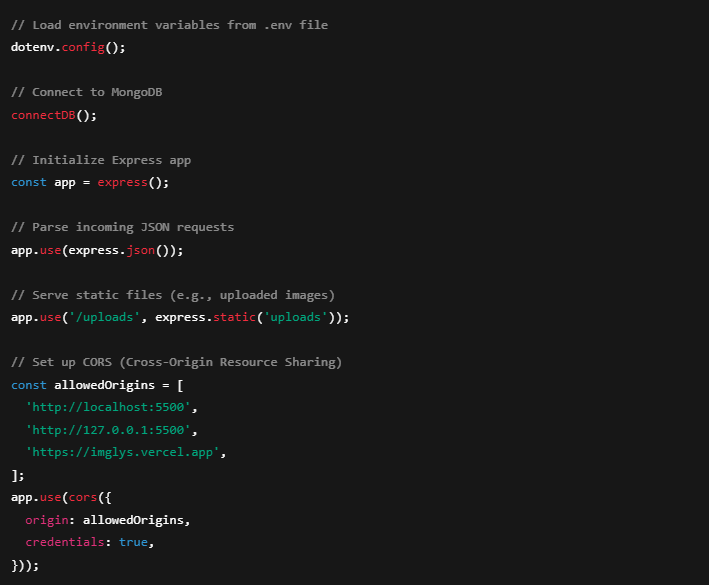 // Load environment variables from .env file
dotenv.config();
// Connect to MongoDB
connectDB();
// Initialize Express app
const app = express();
// Parse incoming JSON requests
app.use(express.json());
// Serve static files (e.g., uploaded images)
app.use('/uploads', express.static('uploads'));
// Set up CORS (Cross-Origin Resource Sharing)
const allowedOrigins = [
  'http://localhost:5500',
  'http://127.0.0.1:5500',
  'https://imglys.vercel.app',
];
app.use(cors({
  origin: allowedOrigins,
  credentials: true,
}));